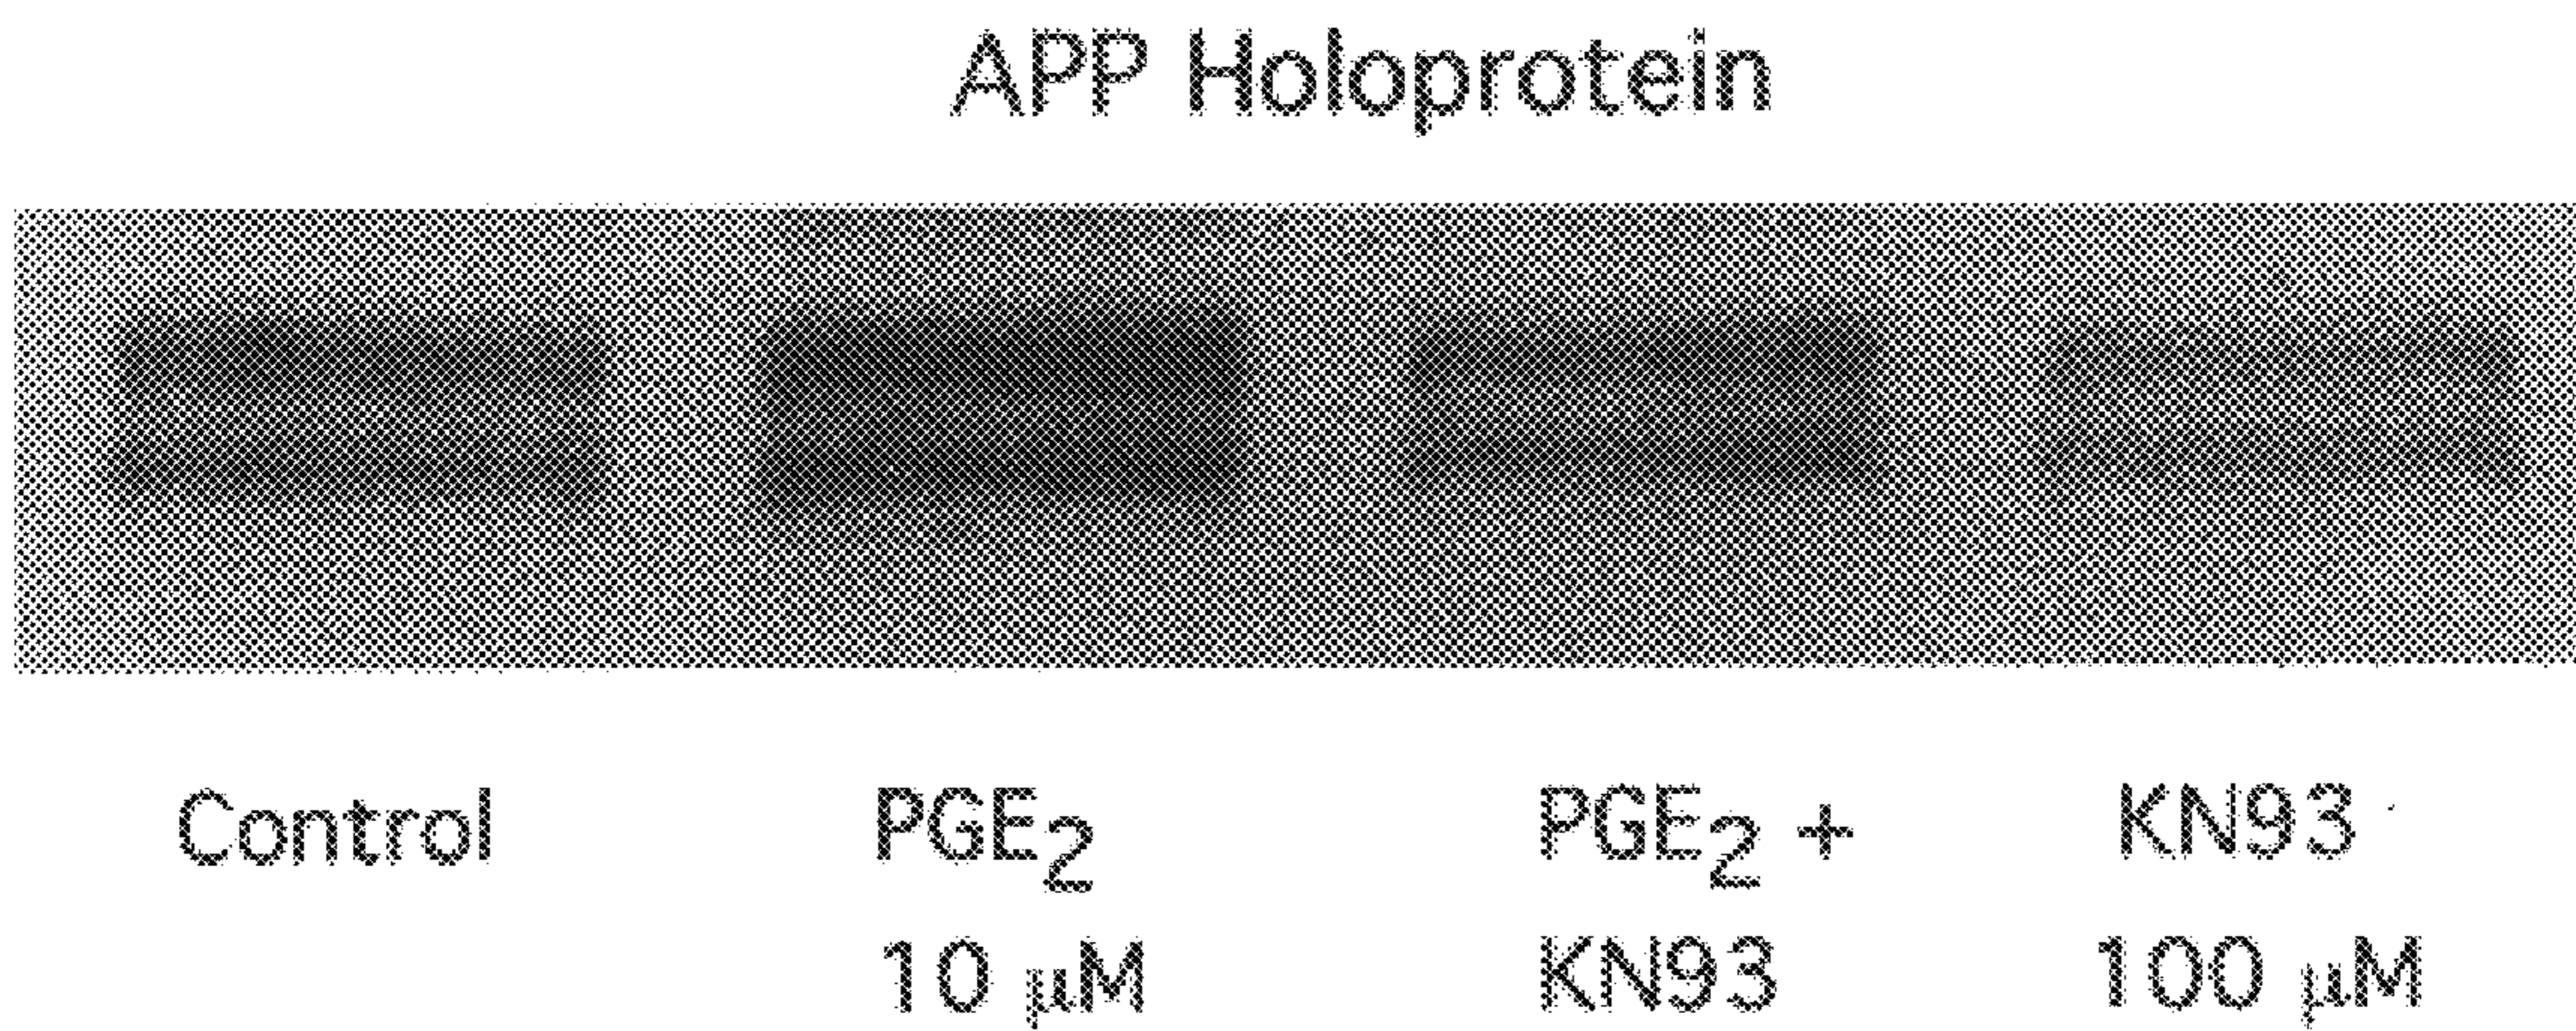 APP Holoprotein
Control PGE₂ PGE₂ + KN93
10 μM KN93 100 μM